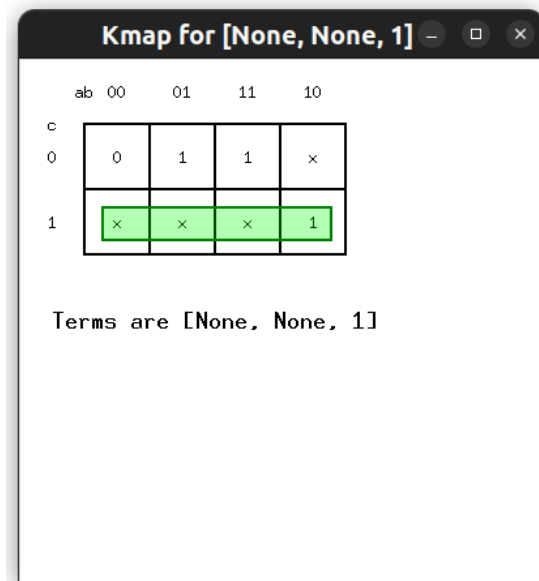 Kmap for [None, None, 1]
ab 00 01 11 10
c
0 0 1 1 x
1 x x x 1
Terms are [None, None, 1]